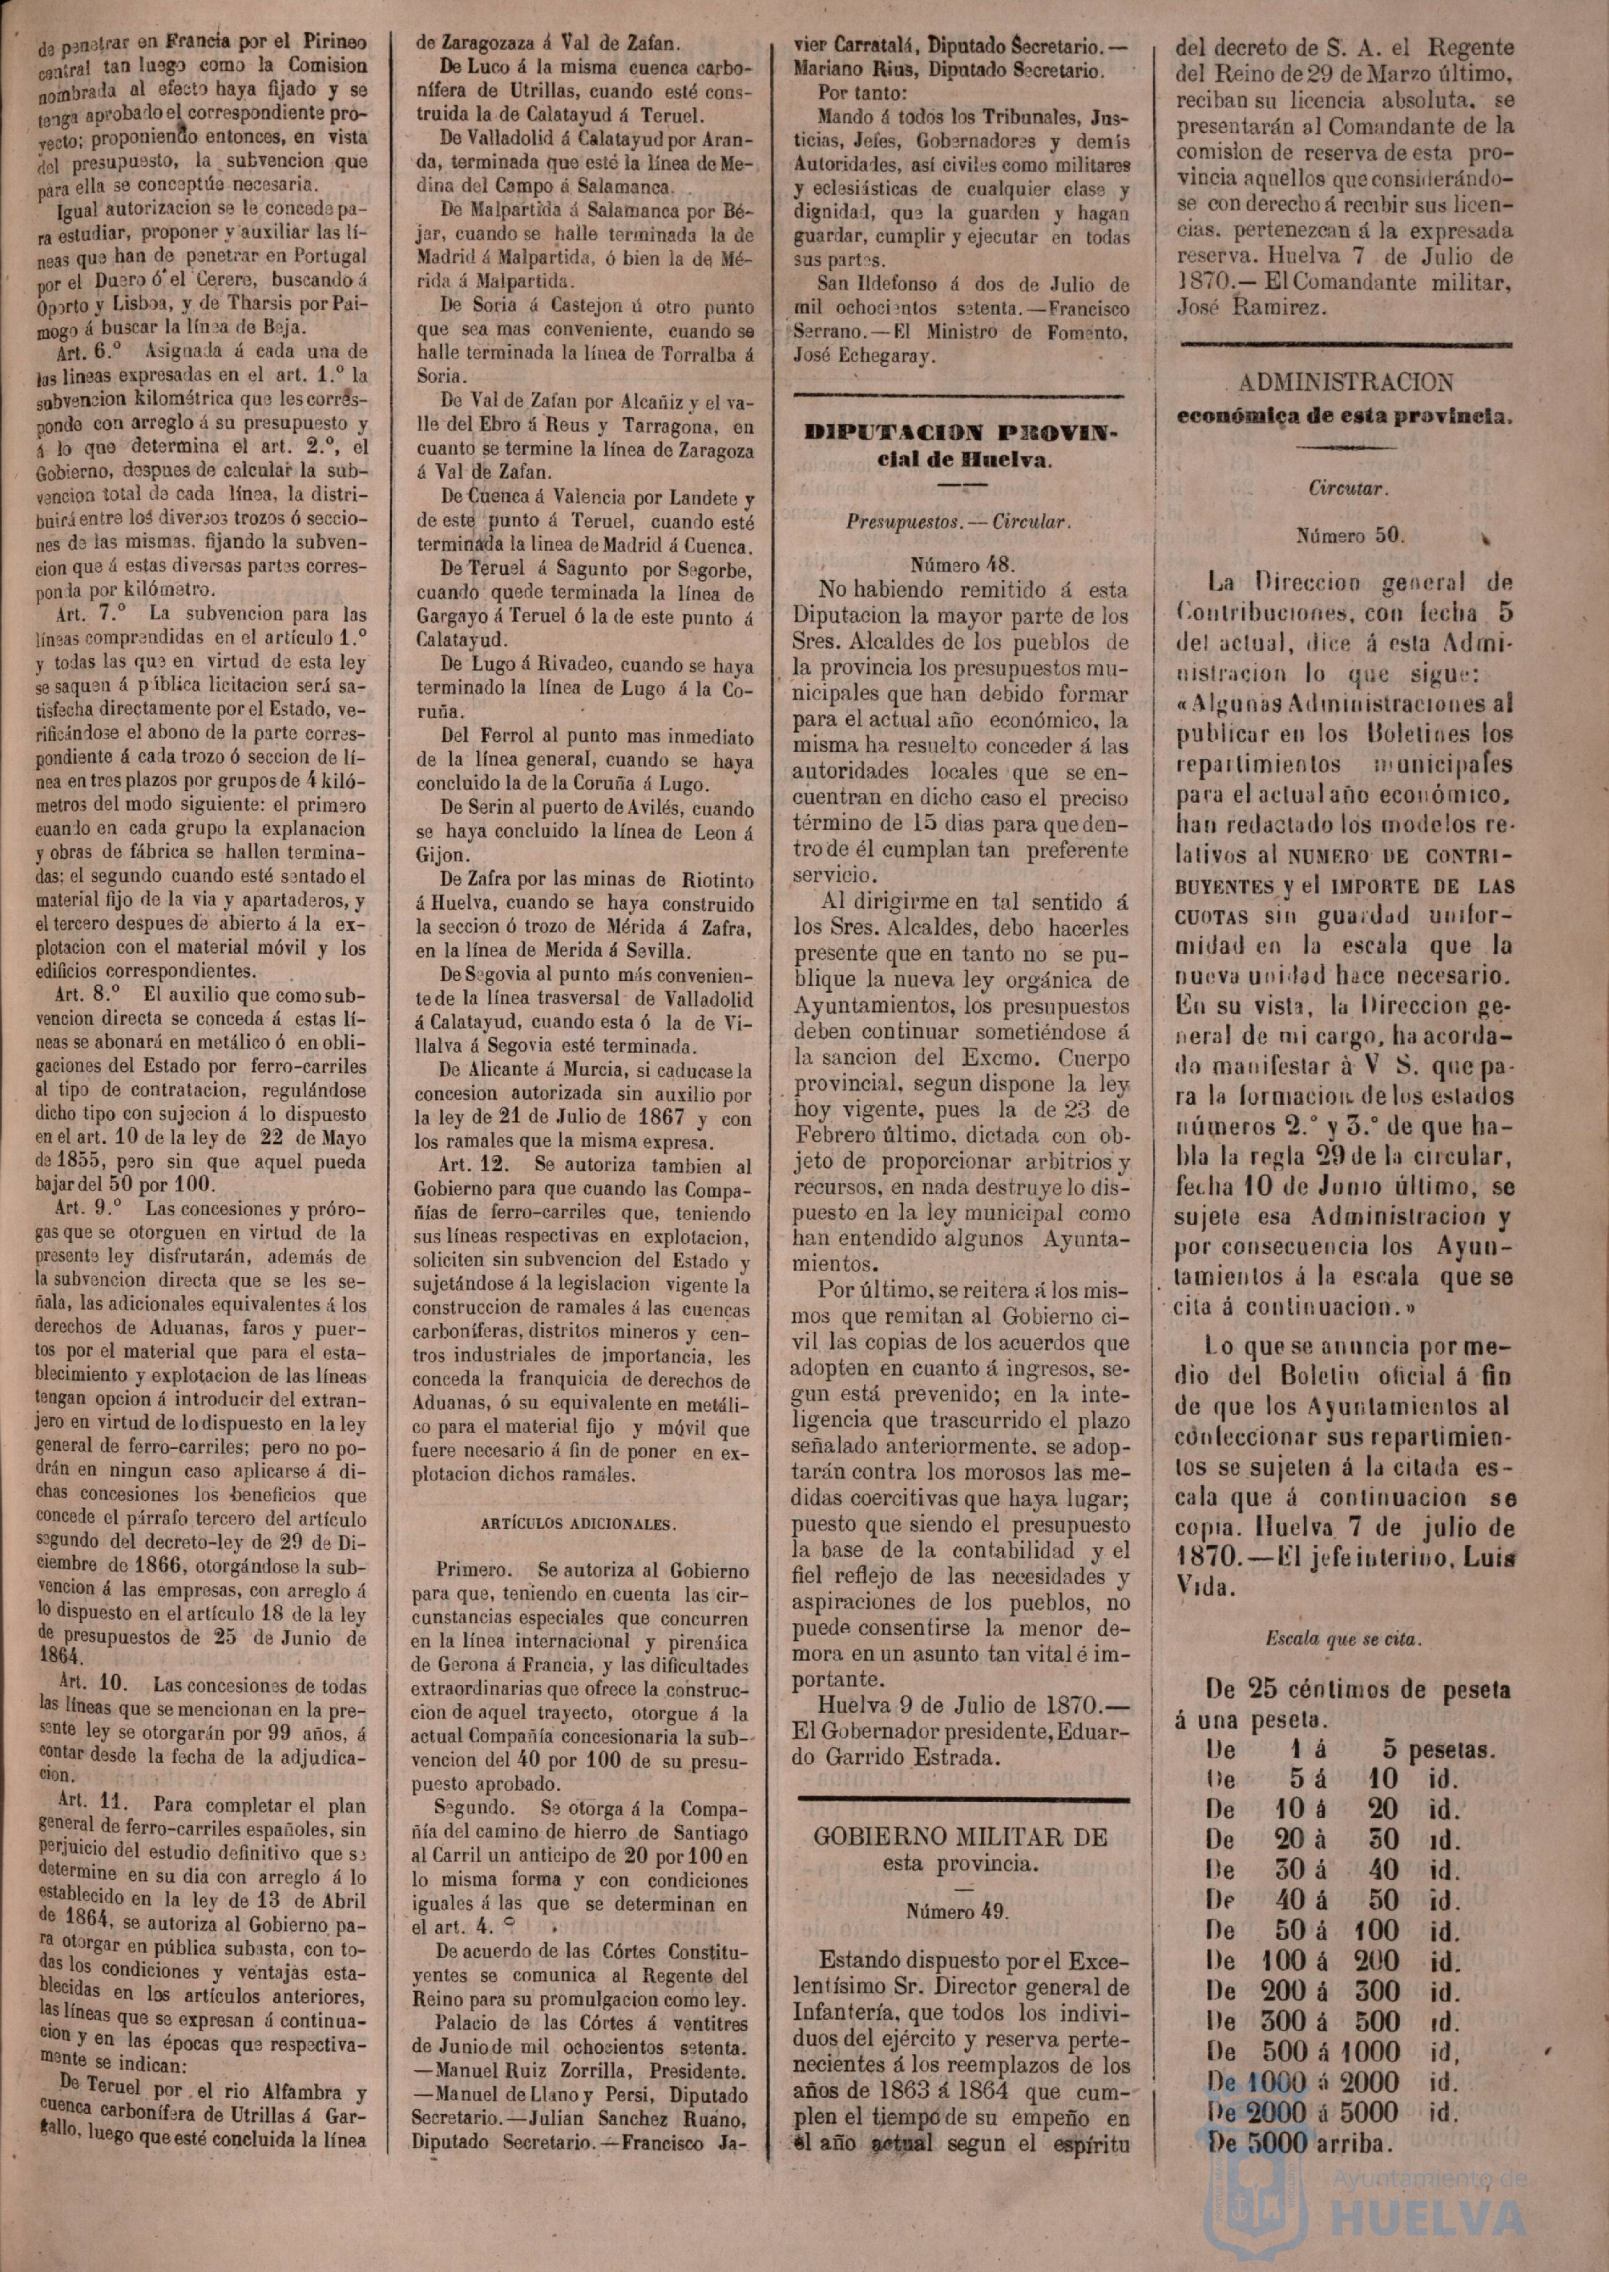 de penetrar en Francia por el Pirineo
central tan luego como la Comision
nombrada al efecto haya fijado y se
tenga aprobado el correspondiente pro-
yecto; proponiendo entonces, en vista
del presupuesto, la subvencion que
para ella se conceptúe necesaria.
Igual autorizacion se le concede pa-
ra estudiar, proponer y auxiliar las lí-
neas que han de penetrar en Portugal
por el Duero ó el Cerere, buscando á
Oporto y Lisboa, y de Tharsis por Pai-
mogo á buscar la línea de Beja.
Art. 6.º Asignada á cada una de
las lineas expresadas en el art. 1.º la
subvencion kilométrica que les corres-
ponde con arreglo á su presupuesto y
á lo que determina el art. 2.º, el
Gobierno, despues de calcular la sub-
vencion total de cada línea, la distri-
buirá entre los diversos trozos ó seccio-
nes de las mismas, fijando la subven-
cion que á estas diversas partes corres-
ponda por kilómetro.
Art. 7.º La subvencion para las
líneas comprendidas en el artículo 1.º
y todas las que en virtud de esta ley
se saquen á pública licitacion será sa-
tisfecha directamente por el Estado, ve-
rificándose el abono de la parte corres-
pondiente á cada trozo ó seccion de lí-
nea en tres plazos por grupos de 4 kiló-
metros del modo siguiente: el primero
cuando en cada grupo la explanacion
y obras de fábrica se hallen termina-
das; el segundo cuando esté sentado el
material fijo de la via y apartaderos, y
el tercero despues de abierto á la ex-
plotacion con el material móvil y los
edificios correspondientes.
Art. 8.º El auxilio que como sub-
vencion directa se conceda á estas lí-
neas se abonará en metálico ó en obli-
gaciones del Estado por ferro-carriles
al tipo de contratacion, regulándose
dicho tipo con sujecion á lo dispuesto
en el art. 10 de la ley de 22 de Mayo
de 1855, pero sin que aquel pueda
bajar del 50 por 100.
Art. 9.º Las concesiones y próro-
gas que se otorguen en virtud de la
presente ley disfrutarán, además de
la subvencion directa que se les se-
ñala, las adicionales equivalentes á los
derechos de Aduanas, faros y puer-
tos por el material que para el esta-
blecimiento y explotacion de las líneas
tengan opcion á introducir del extran-
jero en virtud de lo dispuesto en la ley
general de ferro-carriles; pero no po-
drán en ningun caso aplicarse á di-
chas concesiones los beneficios que
concede el párrafo tercero del artículo
segundo del decreto-ley de 29 de Di-
ciembre de 1866, otorgándose la sub-
vencion á las empresas, con arreglo á
lo dispuesto en el artículo 18 de la ley
de presupuestos de 25 de Junio de
1864.
Art. 10. Las concesiones de todas
las líneas que se mencionan en la pre-
sente ley se otorgarán por 99 años, á
contar desde la fecha de la adjudica-
cion.
Art. 11. Para completar el plan
general de ferro-carriles españoles, sin
perjuicio del estudio definitivo que se
determine en su dia con arreglo á lo
establecido en la ley de 13 de Abril
de 1864, se autoriza al Gobierno pa-
ra otorgar en pública subasta, con to-
das los condiciones y ventajas esta-
blecidas en los artículos anteriores,
las líneas que se expresan á continua-
cion y en las épocas que respectiva-
mente se indican:
De Teruel por el rio Alfambra y
cuenca carbonífera de Utrillas á Gar-
gallo, luego que esté concluida la línea
de Zaragozaza á Val de Zafan.
De Luco á la misma cuenca carbo-
nífera de Utrillas, cuando esté cons-
truida la de Calatayud á Teruel.
De Valladolid á Calatayud por Aran-
da, terminada que esté la línea de Me-
dina del Campo á Salamanca.
De Malpartida á Salamanca por Bé-
jar, cuando se halle terminada la de
Madrid á Malpartida, ó bien la de Mé-
rida á Malpartida.
De Soria á Castejon ú otro punto
que sea mas conveniente, cuando se
halle terminada la línea de Torralba á
Soria.
De Val de Zafan por Alcañiz y el va-
lle del Ebro á Reus y Tarragona, en
cuanto se termine la línea de Zaragoza
á Val de Zafan.
De Cuenca á Valencia por Landete y
de este punto á Teruel, cuando esté
terminada la linea de Madrid á Cuenca.
De Teruel á Sagunto por Segorbe,
cuando quede terminada la línea de
Gargayo á Teruel ó la de este punto á
Calatayud.
De Lugo á Rivadeo, cuando se haya
terminado la línea de Lugo á la Co-
ruña.
Del Ferrol al punto mas inmediato
de la línea general, cuando se haya
concluido la de la Coruña á Lugo.
De Serin al puerto de Avilés, cuando
se haya concluido la línea de Leon á
Gijon.
De Zafra por las minas de Riotinto
á Huelva, cuando se haya construido
la seccion ó trozo de Mérida á Zafra,
en la línea de Merida á Sevilla.
De Segovia al punto más convenien-
te de la línea trasversal de Valladolid
á Calatayud, cuando esta ó la de Vi-
llalva á Segovia esté terminada.
De Alicante á Murcia, si caducase la
concesion autorizada sin auxilio por
la ley de 21 de Julio de 1867 y con
los ramales que la misma expresa.
Art. 12. Se autoriza tambien al
Gobierno para que cuando las Compa-
ñías de ferro-carriles que, teniendo
sus líneas respectivas en explotacion,
soliciten sin subvencion del Estado y
sujetándose á la legislacion vigente la
construccion de ramales á las cuencas
carboníferas, distritos mineros y cen-
tros industriales de importancia, les
conceda la franquicia de derechos de
Aduanas, ó su equivalente en metáli-
co para el material fijo y móvil que
fuere necesario á fin de poner en ex-
plotacion dichos ramales.
ARTÍCULOS ADICIONALES.
Primero. Se autoriza al Gobierno
para que, teniendo en cuenta las cir-
cunstancias especiales que concurren
en la línea internacional y pirenáica
de Gerona á Francia, y las dificultades
extraordinarias que ofrece la construc-
cion de aquel trayecto, otorgue á la
actual Compañía concesionaria la sub-
vencion del 40 por 100 de su presu-
puesto aprobado.
Segundo. Se otorga á la Compa-
ñía del camino de hierro de Santiago
al Carril un anticipo de 20 por 100 en
lo misma forma y con condiciones
iguales á las que se determinan en
el art. 4.º
De acuerdo de las Córtes Constitu-
yentes se comunica al Regente del
Reino para su promulgacion como ley.
Palacio de las Córtes á ventitres
de Junio de mil ochocientos setenta.
—Manuel Ruiz Zorrilla, Presidente.
—Manuel de Llano y Persi, Diputado
Secretario.—Julian Sanchez Ruano,
Diputado Secretario.—Francisco Ja-
vier Carratalá, Diputado Secretario.—
Mariano Rius, Diputado Secretario.
Por tanto:
Mando á todos los Tribunales, Jus-
ticias, Jefes, Gobernadores y demás
Autoridades, así civiles como militares
y eclesiásticas de cualquier clase y
dignidad, que la guarden y hagan
guardar, cumplir y ejecutar en todas
sus partes.
San Ildefonso á dos de Julio de
mil ochocientos setenta.—Francisco
Serrano.—El Ministro de Fomento,
José Echegaray.
DIPUTACION PROVIN-
cial de Huelva.
Presupuestos.—Circular.
Número 48.
No habiendo remitido á esta
Diputacion la mayor parte de los
Sres. Alcaldes de los pueblos de
la provincia los presupuestos mu-
nicipales que han debido formar
para el actual año económico, la
misma ha resuelto conceder á las
autoridades locales que se en-
cuentran en dicho caso el preciso
término de 15 dias para que den-
tro de él cumplan tan preferente
servicio.
Al dirigirme en tal sentido á
los Sres. Alcaldes, debo hacerles
presente que en tanto no se pu-
blique la nueva ley orgánica de
Ayuntamientos, los presupuestos
deben continuar sometiéndose á
la sancion del Excmo. Cuerpo
provincial, segun dispone la ley
hoy vigente, pues la de 23 de
Febrero último, dictada con ob-
jeto de proporcionar arbitrios y
recursos, en nada destruye lo dis-
puesto en la ley municipal como
han entendido algunos Ayunta-
mientos.
Por último, se reitera á los mis-
mos que remitan al Gobierno ci-
vil las copias de los acuerdos que
adopten en cuanto á ingresos, se-
gun está prevenido; en la inte-
ligencia que trascurrido el plazo
señalado anteriormente, se adop-
tarán contra los morosos las me-
didas coercitivas que haya lugar;
puesto que siendo el presupuesto
la base de la contabilidad y el
fiel reflejo de las necesidades y
aspiraciones de los pueblos, no
puede consentirse la menor de-
mora en un asunto tan vital é im-
portante.
Huelva 9 de Julio de 1870.—
El Gobernador presidente, Eduar-
do Garrido Estrada.
GOBIERNO MILITAR DE
esta provincia.
Número 49.
Estando dispuesto por el Exce-
lentísimo Sr. Director general de
Infantería, que todos los indivi-
duos del ejército y reserva perte-
necientes á los reemplazos de los
años de 1863 á 1864 que cum-
plen el tiempo de su empeño en
el año actual segun el espíritu
del decreto de S. A. el Regente
del Reino de 29 de Marzo último,
reciban su licencia absoluta, se
presentarán al Comandante de la
comision de reserva de esta pro-
vincia aquellos que considerándo-
se con derecho á recibir sus licen-
cias, pertenezcan á la expresada
reserva. Huelva 7 de Julio de
1870.—El Comandante militar,
José Ramirez.
ADMINISTRACION
económica de esta provincia.
Circutar.
Número 50.
La Direccion general de
Contribuciones, con fecha 5
del actual, dice á esta Admi-
nistracion lo que sigue:
«Algunas Administraciones al
publicar en los Boletines los
repartimientos municipales
para el actual año económico,
han redactado los modelos re-
lativos al NUMERO DE CONTRI-
BUYENTES y el IMPORTE DE LAS
CUOTAS sin guardad unifor-
midad en la escala que la
nueva unidad hace necesario.
En su vista, la Direccion ge-
neral de mi cargo, ha acorda-
do manifestar à V S. que pa-
ra la formacion de los estados
números 2.º y 3.º de que ha-
bla la regla 29 de la circular,
fecha 10 de Junio último, se
sujete esa Administracion y
por consecuencia los Ayun-
tamientos á la escala que se
cita á continuacion.»
Lo que se anuncia por me-
dio del Boletin oficial á fin
de que los Ayuntamientos al
confeccionar sus repartimien-
tos se sujeten á la citada es-
cala que á continuacion se
copia. Huelva 7 de julio de
1870.—El jefe interino, Luis
Vida.
Escala que se cita.
De 25 céntimos de peseta
á una peseta.
De 1 á 5 pesetas.
De 5 á 10 id.
De 10 á 20 id.
De 20 à 30 id.
De 30 á 40 id.
De 40 á 50 id.
De 50 á 100 id.
De 100 á 200 id.
De 200 á 300 id.
De 300 á 500 id.
De 500 á 1000 id,
De 1000 á 2000 id.
De 2000 á 5000 id.
De 5000 arriba.
Ayuntamiento de
HUELVA